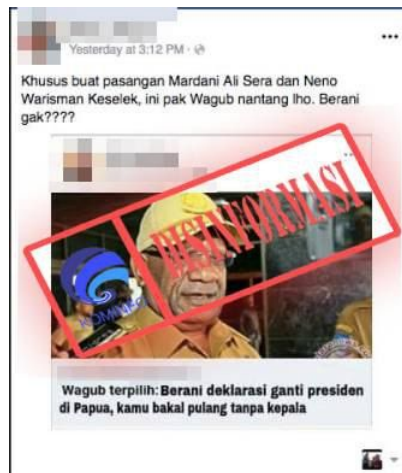 Yesterday at 3:12 PM ·
Khusus buat pasangan Mardani Ali Sera dan Neno
Warisman Keselek, ini pak Wagub nantang lho. Berani
gak????
DISINFORMASI
KOMINFO
Wagub terpilih: Berani deklarasi ganti presiden
di Papua, kamu bakal pulang tanpa kepala